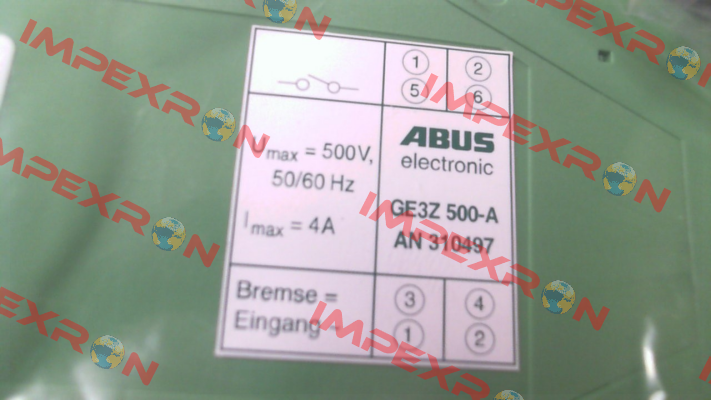 IMPEXRON
1 2
5 6
Umax = 500V,
50/60 Hz
Imax = 4A
ABUS
electronic
GE3Z 500-A
AN 310497
Bremse = 3 4
Eingang ~ 1 2
IMPEXRON
IMPEXRON
IMPEXRON
IMPEXRON
IMPEXRON
IMPEXRON